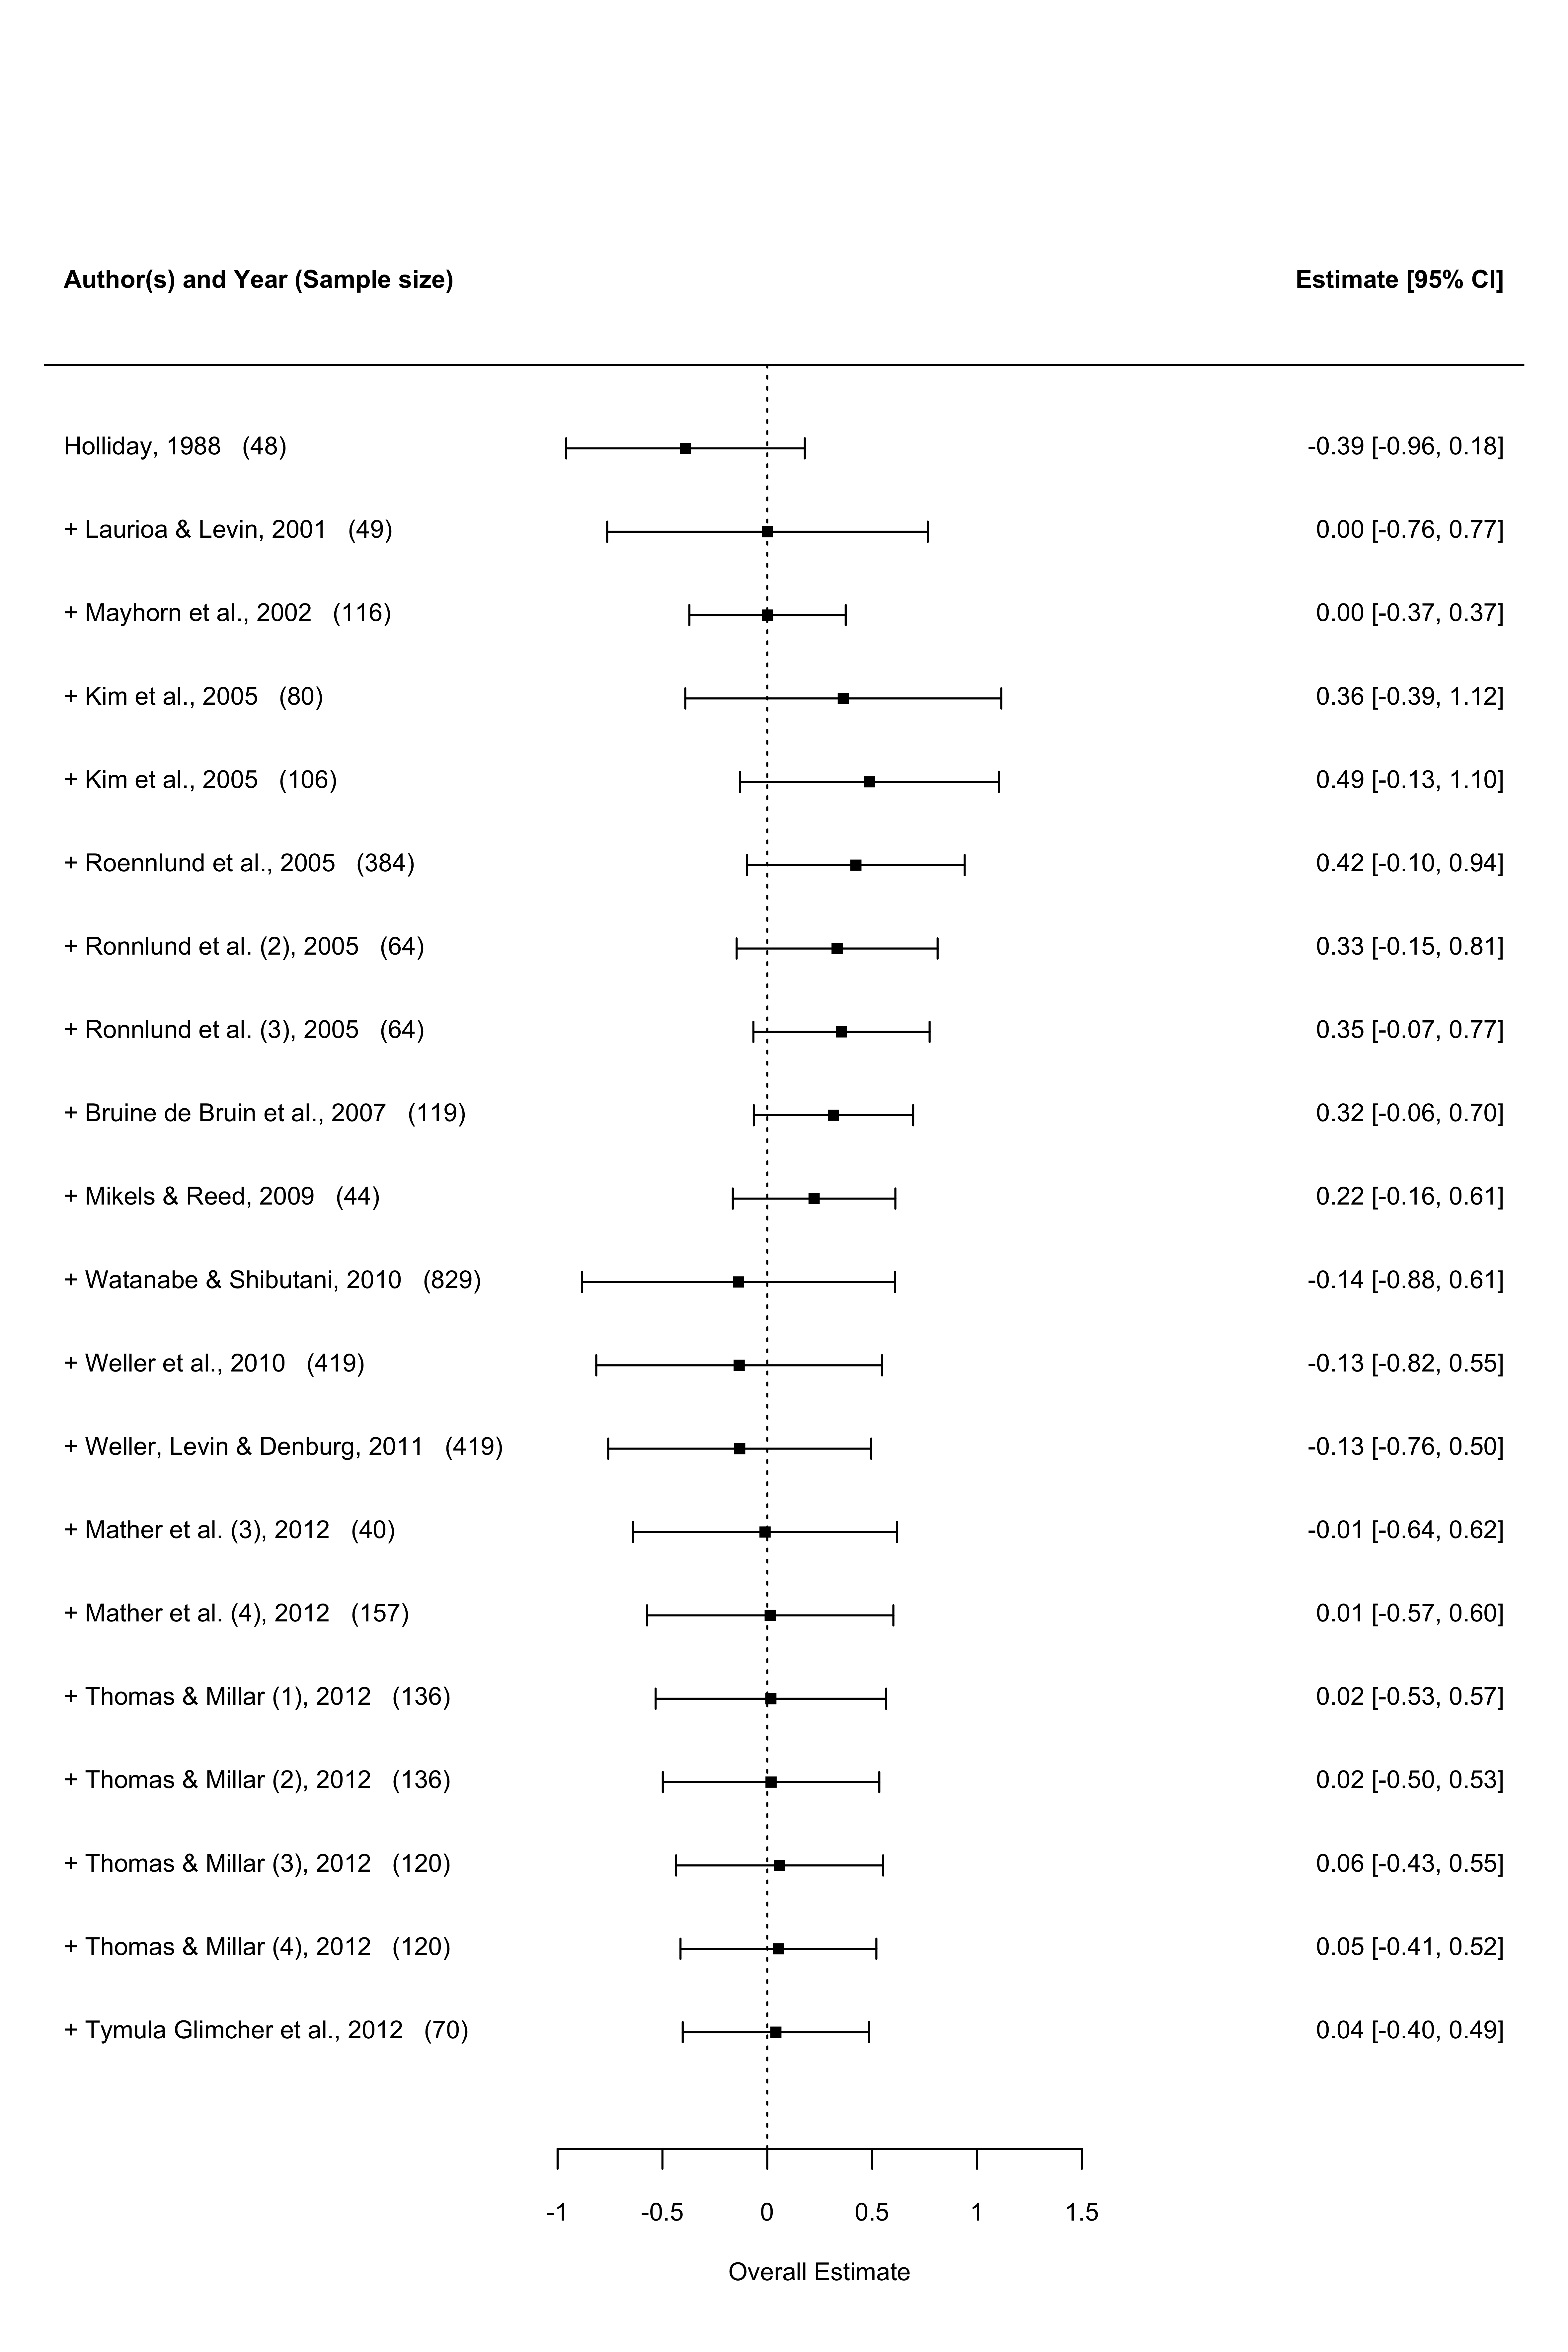 Author(s) and Year (Sample size) Estimate [95% CI]
Holliday, 1988 (48) -0.39 [-0.96, 0.18]
+ Laurioa & Levin, 2001 (49) 0.00 [-0.76, 0.77]
+ Mayhorn et al., 2002 (116) 0.00 [-0.37, 0.37]
+ Kim et al., 2005 (80) 0.36 [-0.39, 1.12]
+ Kim et al., 2005 (106) 0.49 [-0.13, 1.10]
+ Roennlund et al., 2005 (384) 0.42 [-0.10, 0.94]
+ Ronnlund et al. (2), 2005 (64) 0.33 [-0.15, 0.81]
+ Ronnlund et al. (3), 2005 (64) 0.35 [-0.07, 0.77]
+ Bruine de Bruin et al., 2007 (119) 0.32 [-0.06, 0.70]
+ Mikels & Reed, 2009 (44) 0.22 [-0.16, 0.61]
+ Watanabe & Shibutani, 2010 (829) -0.14 [-0.88, 0.61]
+ Weller et al., 2010 (419) -0.13 [-0.82, 0.55]
+ Weller, Levin & Denburg, 2011 (419) -0.13 [-0.76, 0.50]
+ Mather et al. (3), 2012 (40) -0.01 [-0.64, 0.62]
+ Mather et al. (4), 2012 (157) 0.01 [-0.57, 0.60]
+ Thomas & Millar (1), 2012 (136) 0.02 [-0.53, 0.57]
+ Thomas & Millar (2), 2012 (136) 0.02 [-0.50, 0.53]
+ Thomas & Millar (3), 2012 (120) 0.06 [-0.43, 0.55]
+ Thomas & Millar (4), 2012 (120) 0.05 [-0.41, 0.52]
+ Tymula Glimcher et al., 2012 (70) 0.04 [-0.40, 0.49]
-1 -0.5 0 0.5 1 1.5
Overall Estimate